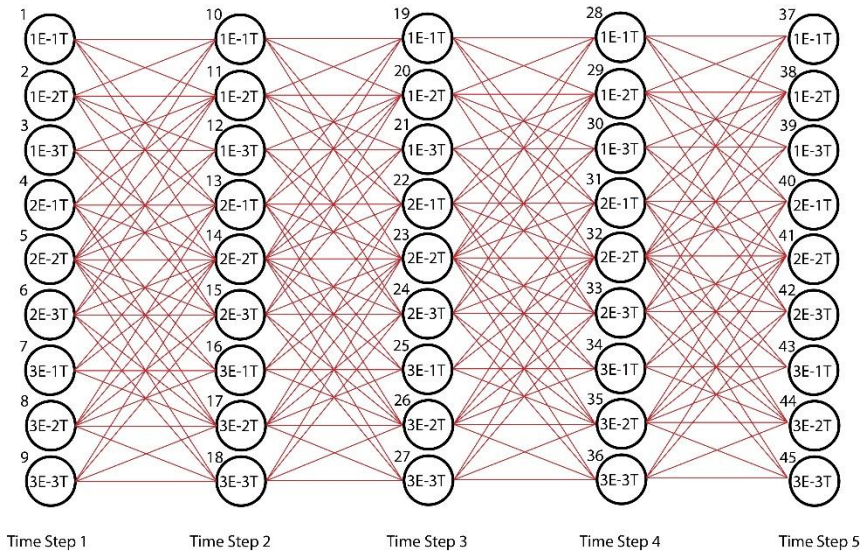 1 10 19 28 37
1E-1T 1E-1T 1E-1T 1E-1T 1E-1T
2 11 20 29 38
1E-2T 1E-2T 1E-2T 1E-2T 1E-2T
3 12 21 30 39
1E-3T 1E-3T 1E-3T 1E-3T 1E-3T
4 13 22 31 40
2E-1T 2E-1T 2E-1T 2E-1T 2E-1T
5 14 23 32 41
2E-2T 2E-2T 2E-2T 2E-2T 2E-2T
6 15 24 33 42
2E-3T 2E-3T 2E-3T 2E-3T 2E-3T
7 16 25 34 43
3E-1T 3E-1T 3E-1T 3E-1T 3E-1T
8 17 26 35 44
3E-2T 3E-2T 3E-2T 3E-2T 3E-2T
9 18 27 36 45
3E-3T 3E-3T 3E-3T 3E-3T 3E-3T
Time Step 1 Time Step 2 Time Step 3 Time Step 4 Time Step 5